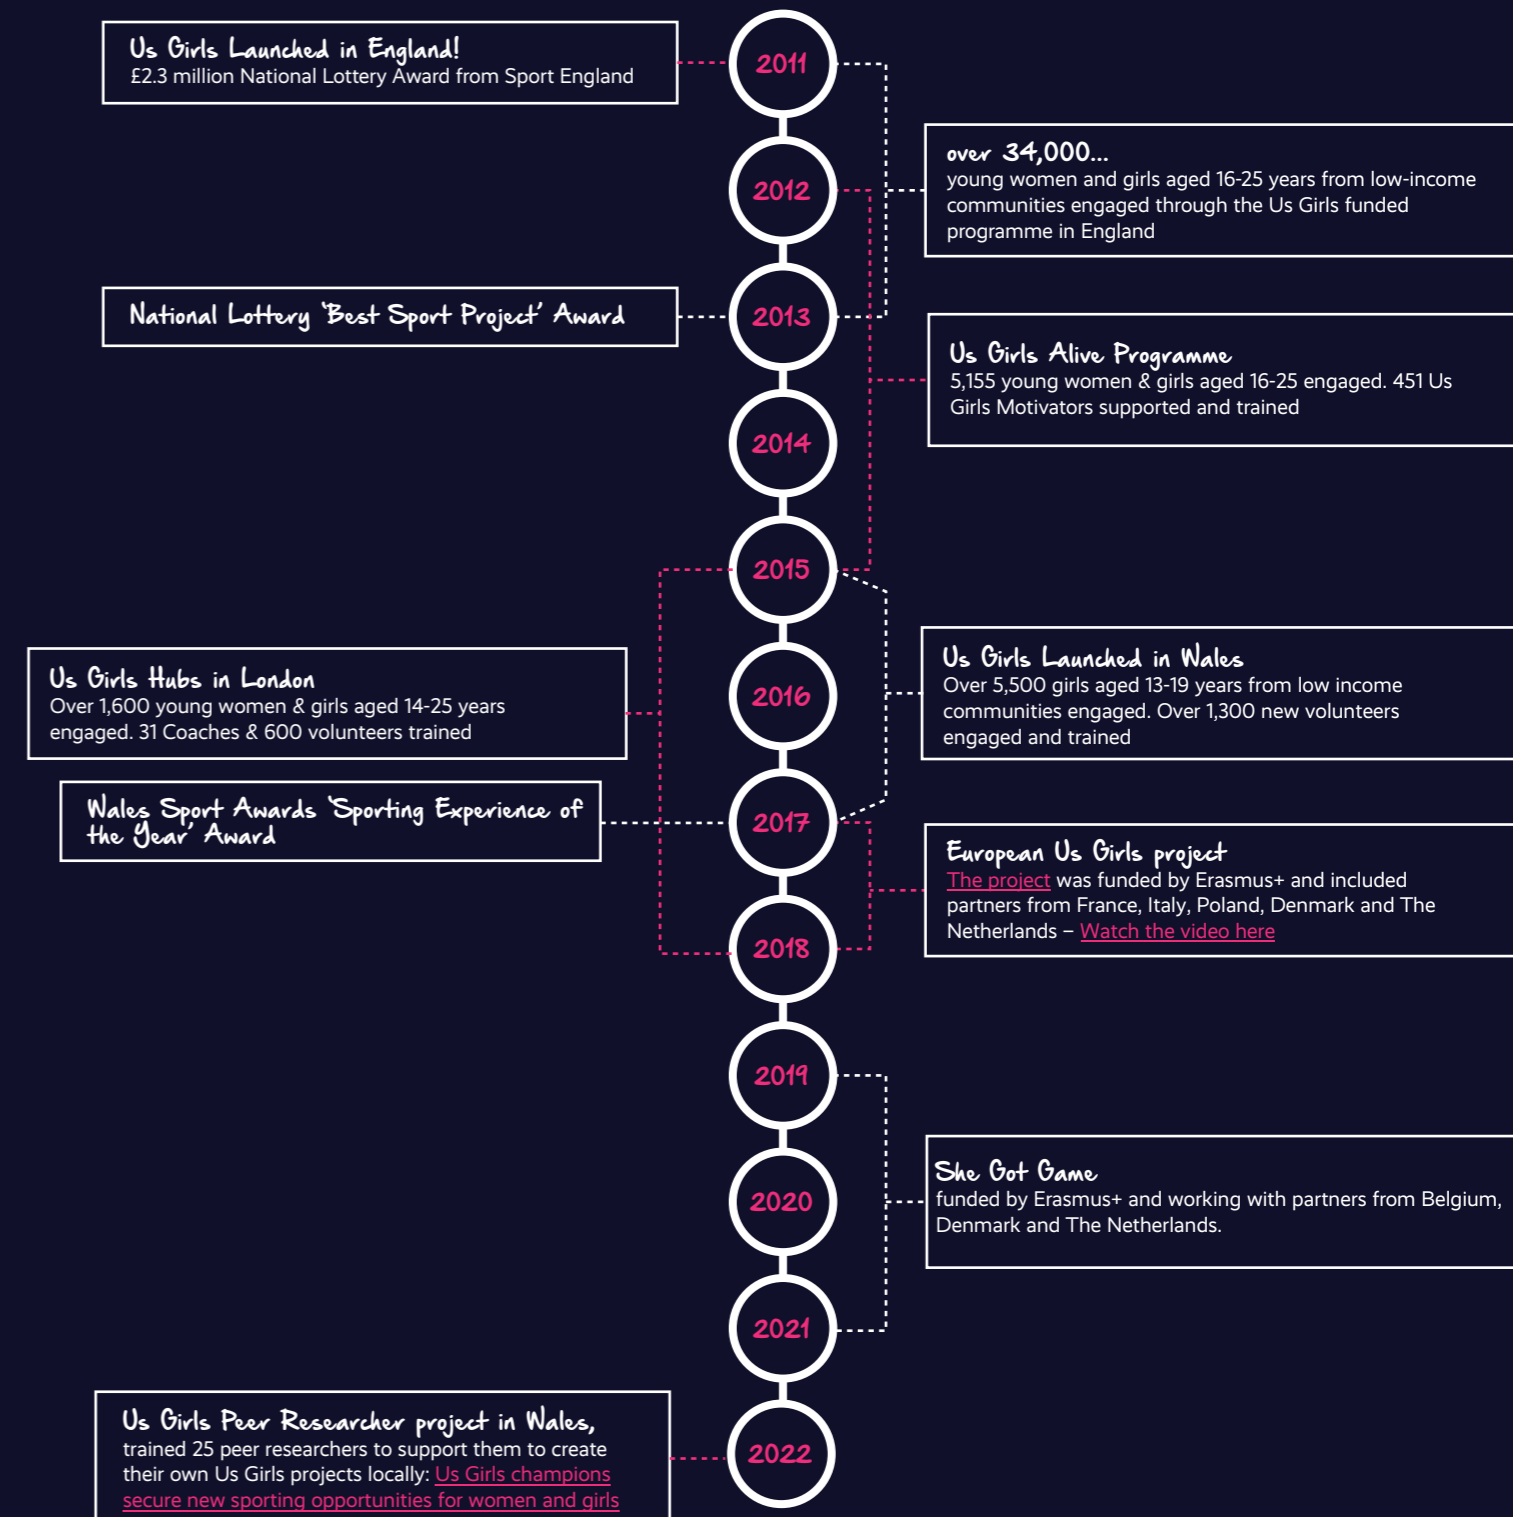 Us Girls Launched in England!
£2.3 million National Lottery Award from Sport England
2011
over 34,000...
young women and girls aged 16-25 years from low-income
communities engaged through the Us Girls funded
programme in England
2012
National Lottery 'Best Sport Project' Award
2013
Us Girls Alive Programme
5,155 young women & girls aged 16-25 engaged. 451 Us
Girls Motivators supported and trained
2014
2015
Us Girls Hubs in London
Over 1,600 young women & girls aged 14-25 years
engaged. 31 Coaches & 600 volunteers trained
2016
Us Girls Launched in Wales
Over 5,500 girls aged 13-19 years from low income
communities engaged. Over 1,300 new volunteers
engaged and trained
Wales Sport Awards 'Sporting Experience of
the Year' Award
2017
European Us Girls project
The project was funded by Erasmus+ and included
partners from France, Italy, Poland, Denmark and The
Netherlands – Watch the video here
2018
2019
She Got Game
funded by Erasmus+ and working with partners from Belgium,
Denmark and The Netherlands.
2020
2021
Us Girls Peer Researcher project in Wales,
trained 25 peer researchers to support them to create
their own Us Girls projects locally: Us Girls champions
secure new sporting opportunities for women and girls
2022